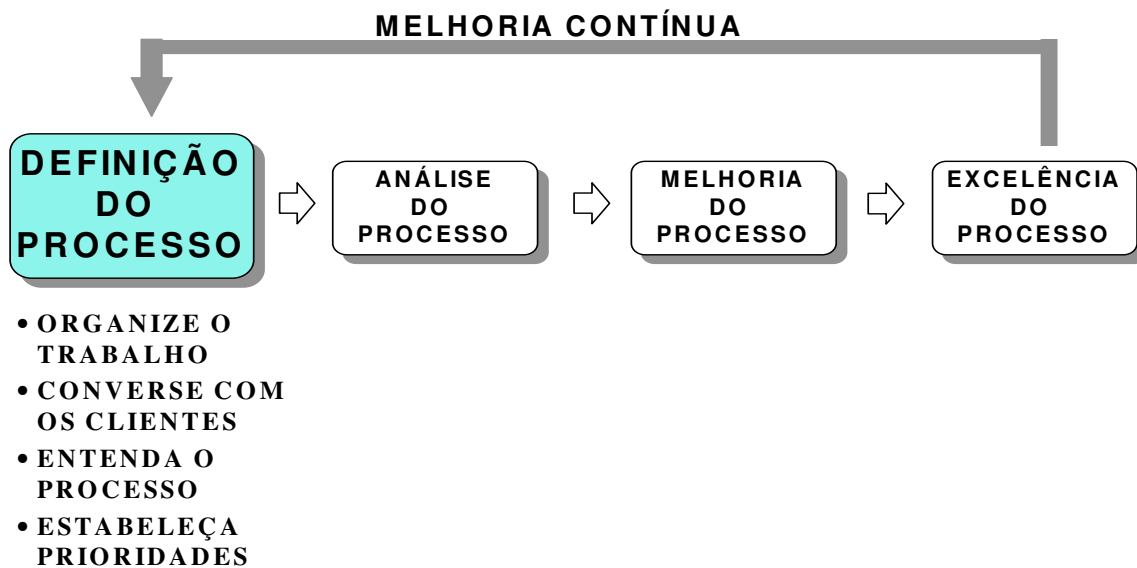 MELHORIA CONTÍNUA
DEFINIÇÃO
DO
PROCESSO
ANÁLISE
DO
PROCESSO
MELHORIA
DO
PROCESSO
EXCELÊNCIA
DO
PROCESSO
• ORGANIZE O
TRABALHO
• CONVERSE COM
OS CLIENTES
• ENTENDA O
PROCESSO
• ESTABELEÇA
PRIORIDADES